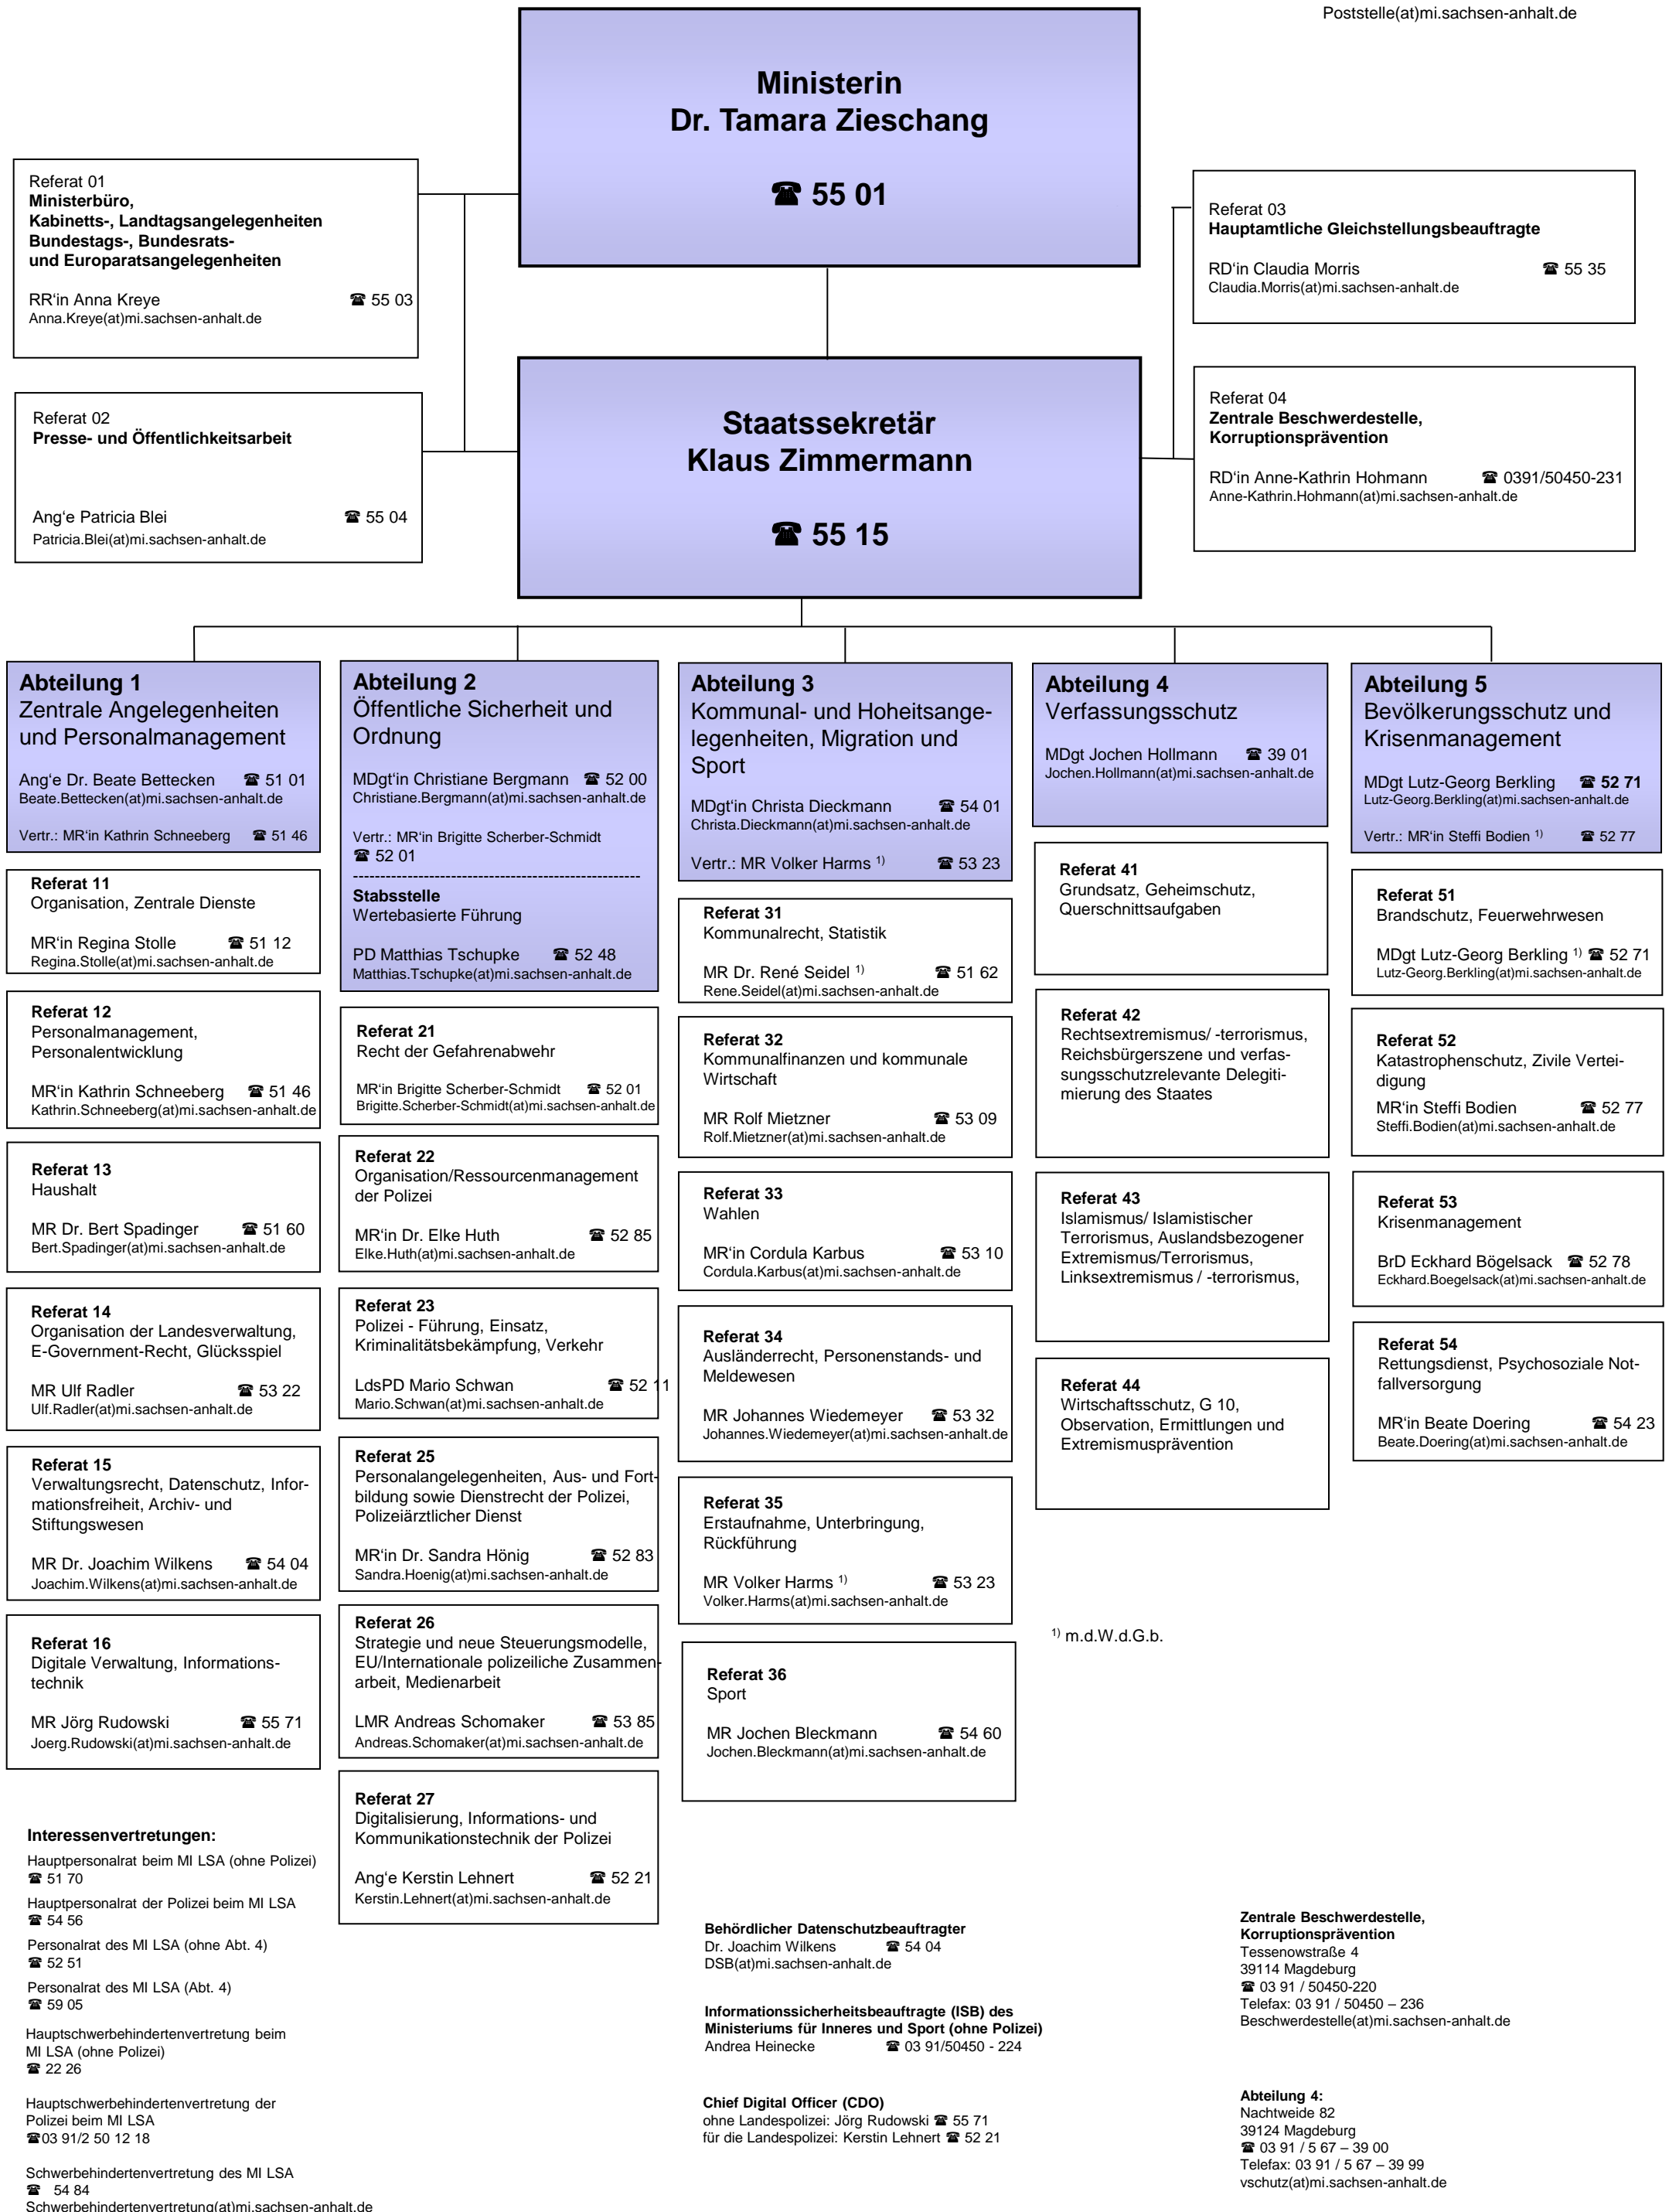 Poststelle(at)mi.sachsen-anhalt.de
Ministerin
Dr. Tamara Zieschang
☎ 55 01
Referat 01
Ministerbüro,
Kabinetts-, Landtagsangelegenheiten
Bundestags-, Bundesrats-
und Europaratsangelegenheiten
RR‘in Anna Kreye ☎ 55 03
Anna.Kreye(at)mi.sachsen-anhalt.de
Referat 03
Hauptamtliche Gleichstellungsbeauftragte
RD‘in Claudia Morris ☎ 55 35
Claudia.Morris(at)mi.sachsen-anhalt.de
Referat 02
Presse- und Öffentlichkeitsarbeit
Ang‘e Patricia Blei ☎ 55 04
Patricia.Blei(at)mi.sachsen-anhalt.de
Staatssekretär
Klaus Zimmermann
☎ 55 15
Referat 04
Zentrale Beschwerdestelle,
Korruptionsprävention
RD‘in Anne-Kathrin Hohmann ☎ 0391/50450-231
Anne-Kathrin.Hohmann(at)mi.sachsen-anhalt.de
Abteilung 1
Zentrale Angelegenheiten
und Personalmanagement
Ang‘e Dr. Beate Bettecken ☎ 51 01
Beate.Bettecken(at)mi.sachsen-anhalt.de
Vertr.: MR‘in Kathrin Schneeberg ☎ 51 46
Referat 11
Organisation, Zentrale Dienste
MR‘in Regina Stolle ☎ 51 12
Regina.Stolle(at)mi.sachsen-anhalt.de
Referat 12
Personalmanagement,
Personalentwicklung
MR‘in Kathrin Schneeberg ☎ 51 46
Kathrin.Schneeberg(at)mi.sachsen-anhalt.de
Referat 13
Haushalt
MR Dr. Bert Spadinger ☎ 51 60
Bert.Spadinger(at)mi.sachsen-anhalt.de
Referat 14
Organisation der Landesverwaltung,
E-Government-Recht, Glücksspiel
MR Ulf Radler ☎ 53 22
Ulf.Radler(at)mi.sachsen-anhalt.de
Referat 15
Verwaltungsrecht, Datenschutz, Infor-
mationsfreiheit, Archiv- und
Stiftungswesen
MR Dr. Joachim Wilkens ☎ 54 04
Joachim.Wilkens(at)mi.sachsen-anhalt.de
Referat 16
Digitale Verwaltung, Informations-
technik
MR Jörg Rudowski ☎ 55 71
Joerg.Rudowski(at)mi.sachsen-anhalt.de
Abteilung 2
Öffentliche Sicherheit und
Ordnung
MDgt‘in Christiane Bergmann ☎ 52 00
Christiane.Bergmann(at)mi.sachsen-anhalt.de
Vertr.: MR‘in Brigitte Scherber-Schmidt
☎ 52 01
----------------------------------------------------
Stabsstelle
Wertebasierte Führung
PD Matthias Tschupke ☎ 52 48
Matthias.Tschupke(at)mi.sachsen-anhalt.de
Referat 21
Recht der Gefahrenabwehr
MR‘in Brigitte Scherber-Schmidt ☎ 52 01
Brigitte.Scherber-Schmidt(at)mi.sachsen-anhalt.de
Referat 22
Organisation/Ressourcenmanagement
der Polizei
MR‘in Dr. Elke Huth ☎ 52 85
Elke.Huth(at)mi.sachsen-anhalt.de
Referat 23
Polizei - Führung, Einsatz,
Kriminalitätsbekämpfung, Verkehr
LdsPD Mario Schwan ☎ 52 11
Mario.Schwan(at)mi.sachsen-anhalt.de
Referat 25
Personalangelegenheiten, Aus- und Fort-
bildung sowie Dienstrecht der Polizei,
Polizeiärztlicher Dienst
MR‘in Dr. Sandra Hönig ☎ 52 83
Sandra.Hoenig(at)mi.sachsen-anhalt.de
Referat 26
Strategie und neue Steuerungsmodelle,
EU/Internationale polizeiliche Zusammen-
arbeit, Medienarbeit
LMR Andreas Schomaker ☎ 53 85
Andreas.Schomaker(at)mi.sachsen-anhalt.de
Referat 27
Digitalisierung, Informations- und
Kommunikationstechnik der Polizei
Ang‘e Kerstin Lehnert ☎ 52 21
Kerstin.Lehnert(at)mi.sachsen-anhalt.de
Abteilung 3
Kommunal- und Hoheitsange-
legenheiten, Migration und
Sport
MDgt‘in Christa Dieckmann ☎ 54 01
Christa.Dieckmann(at)mi.sachsen-anhalt.de
Vertr.: MR Volker Harms 1) ☎ 53 23
Referat 31
Kommunalrecht, Statistik
MR Dr. René Seidel 1) ☎ 51 62
Rene.Seidel(at)mi.sachsen-anhalt.de
Referat 32
Kommunalfinanzen und kommunale
Wirtschaft
MR Rolf Mietzner ☎ 53 09
Rolf.Mietzner(at)mi.sachsen-anhalt.de
Referat 33
Wahlen
MR‘in Cordula Karbus ☎ 53 10
Cordula.Karbus(at)mi.sachsen-anhalt.de
Referat 34
Ausländerrecht, Personenstands- und
Meldewesen
MR Johannes Wiedemeyer ☎ 53 32
Johannes.Wiedemeyer(at)mi.sachsen-anhalt.de
Referat 35
Erstaufnahme, Unterbringung,
Rückführung
MR Volker Harms 1) ☎ 53 23
Volker.Harms(at)mi.sachsen-anhalt.de
Referat 36
Sport
MR Jochen Bleckmann ☎ 54 60
Jochen.Bleckmann(at)mi.sachsen-anhalt.de
Abteilung 4
Verfassungsschutz
MDgt Jochen Hollmann ☎ 39 01
Jochen.Hollmann(at)mi.sachsen-anhalt.de
Referat 41
Grundsatz, Geheimschutz,
Querschnittsaufgaben
Referat 42
Rechtsextremismus/ -terrorismus,
Reichsbürgerszene und verfas-
sungsschutzrelevante Delegiti-
mierung des Staates
Referat 43
Islamismus/ Islamistischer
Terrorismus, Auslandsbezogener
Extremismus/Terrorismus,
Linksextremismus / -terrorismus,
Referat 44
Wirtschaftsschutz, G 10,
Observation, Ermittlungen und
Extremismusprävention
Abteilung 5
Bevölkerungsschutz und
Krisenmanagement
MDgt Lutz-Georg Berkling ☎ 52 71
Lutz-Georg.Berkling(at)mi.sachsen-anhalt.de
Vertr.: MR‘in Steffi Bodien 1) ☎ 52 77
Referat 51
Brandschutz, Feuerwehrwesen
MDgt Lutz-Georg Berkling 1) ☎ 52 71
Lutz-Georg.Berkling(at)mi.sachsen-anhalt.de
Referat 52
Katastrophenschutz, Zivile Vertei-
digung
MR‘in Steffi Bodien ☎ 52 77
Steffi.Bodien(at)mi.sachsen-anhalt.de
Referat 53
Krisenmanagement
BrD Eckhard Bögelsack ☎ 52 78
Eckhard.Boegelsack(at)mi.sachsen-anhalt.de
Referat 54
Rettungsdienst, Psychosoziale Not-
fallversorgung
MR‘in Beate Doering ☎ 54 23
Beate.Doering(at)mi.sachsen-anhalt.de
1) m.d.W.d.G.b.
Interessenvertretungen:
Hauptpersonalrat beim MI LSA (ohne Polizei)
☎ 51 70
Hauptpersonalrat der Polizei beim MI LSA
☎ 54 56
Personalrat des MI LSA (ohne Abt. 4)
☎ 52 51
Personalrat des MI LSA (Abt. 4)
☎ 59 05
Hauptschwerbehindertenvertretung beim
MI LSA (ohne Polizei)
☎ 22 26
Hauptschwerbehindertenvertretung der
Polizei beim MI LSA
☎03 91/2 50 12 18
Schwerbehindertenvertretung des MI LSA
☎ 54 84
Schwerbehindertenvertretung(at)mi.sachsen-anhalt.de
Behördlicher Datenschutzbeauftragter
Dr. Joachim Wilkens ☎ 54 04
DSB(at)mi.sachsen-anhalt.de
Informationssicherheitsbeauftragte (ISB) des
Ministeriums für Inneres und Sport (ohne Polizei)
Andrea Heinecke ☎ 03 91/50450 - 224
Chief Digital Officer (CDO)
ohne Landespolizei: Jörg Rudowski ☎ 55 71
für die Landespolizei: Kerstin Lehnert ☎ 52 21
Zentrale Beschwerdestelle,
Korruptionsprävention
Tessenowstraße 4
39114 Magdeburg
☎ 03 91 / 50450-220
Telefax: 03 91 / 50450 – 236
Beschwerdestelle(at)mi.sachsen-anhalt.de
Abteilung 4:
Nachtweide 82
39124 Magdeburg
☎ 03 91 / 5 67 – 39 00
Telefax: 03 91 / 5 67 – 39 99
vschutz(at)mi.sachsen-anhalt.de